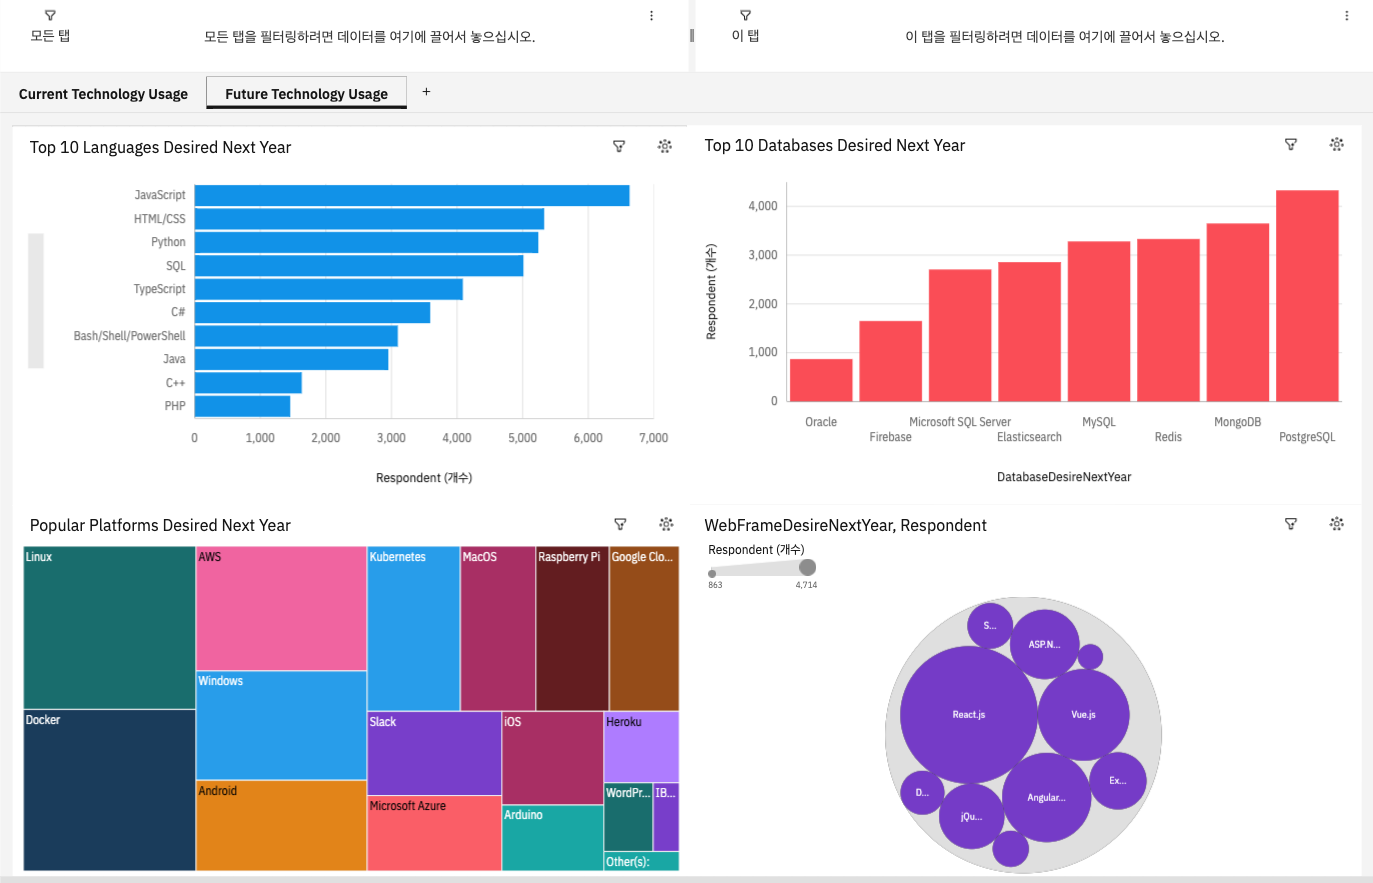 모든 탭
모든 탭을 필터링하려면 데이터를 여기에 끌어서 놓으십시오.
이 탭
이 탭을 필터링하려면 데이터를 여기에 끌어서 놓으십시오.
Current Technology Usage
Future Technology Usage
+
Top 10 Languages Desired Next Year
JavaScript
HTML/CSS
Python
SQL
TypeScript
C#
Bash/Shell/PowerShell
Java
C++
PHP
0 1,000 2,000 3,000 4,000 5,000 6,000 7,000
Respondent (개수)
Top 10 Databases Desired Next Year
Respondent (개수)
4,000
3,000
2,000
1,000
0
Oracle
Firebase
Microsoft SQL Server
Elasticsearch
MySQL
Redis
MongoDB
PostgreSQL
DatabaseDesireNextYear
Popular Platforms Desired Next Year
Linux
AWS
Kubernetes
MacOS
Raspberry Pi
Google Clo...
Windows
Docker
Slack
iOS
Heroku
Android
Microsoft Azure
Arduino
WordPr...
IB...
Other(s):
WebFrameDesireNextYear, Respondent
Respondent (개수)
863
4,714
S...
ASP.N...
React.js
Vue.js
Ex...
D...
Angular...
jQu...